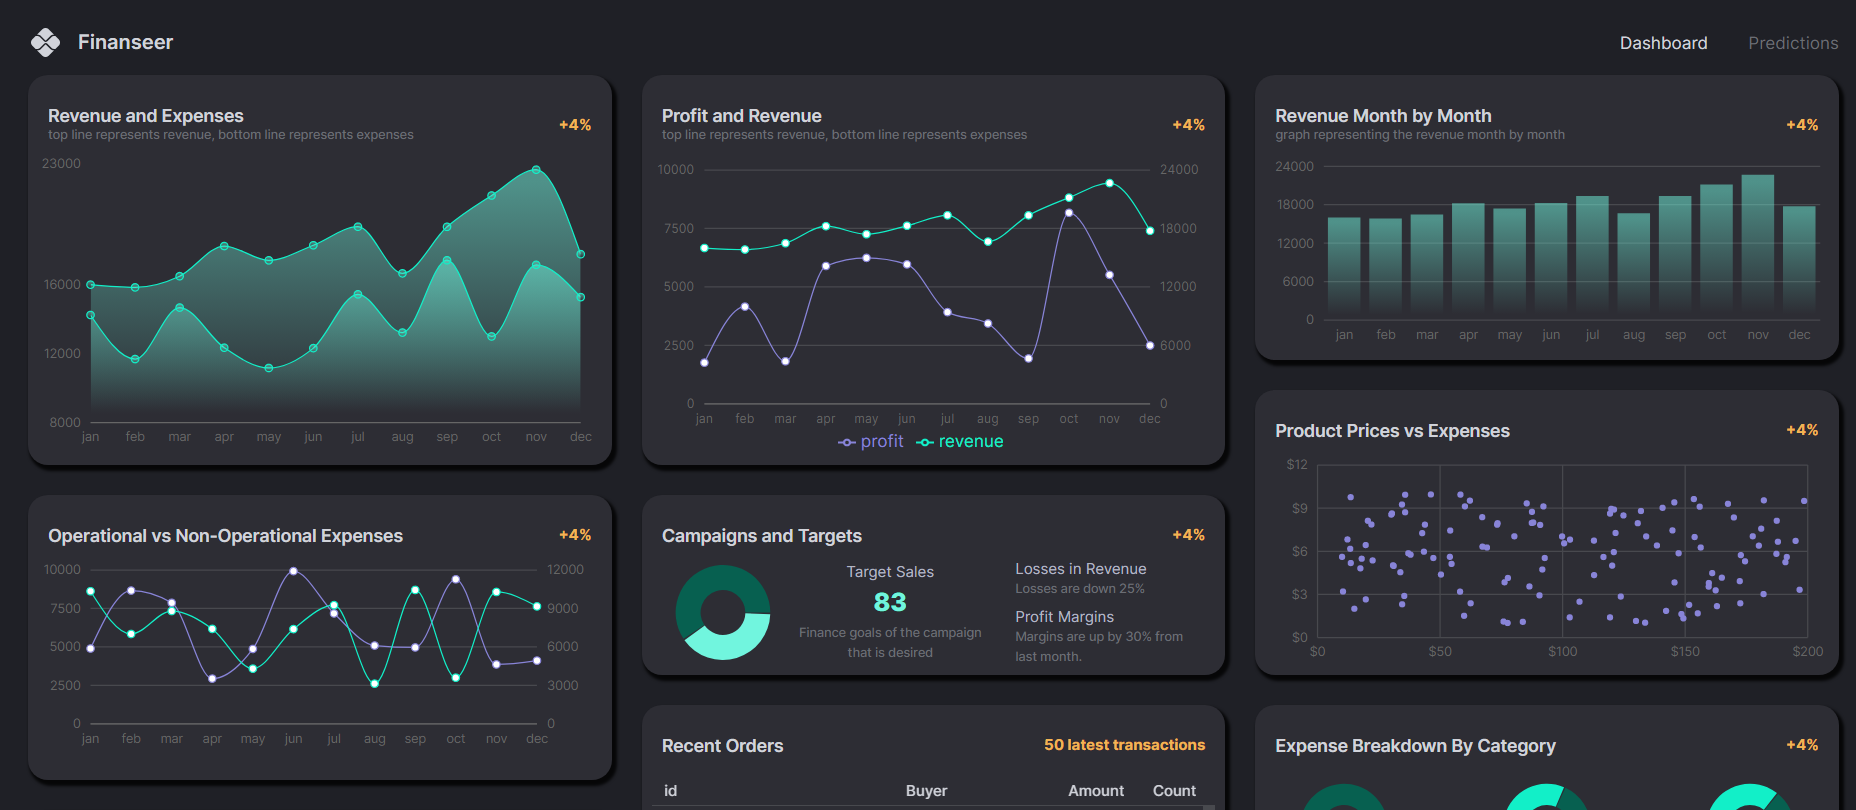 Finanseer
Dashboard
Predictions
Revenue and Expenses
top line represents revenue, bottom line represents expenses
+4%
23000
16000
12000
8000
jan feb mar apr may jun jul aug sep oct nov dec
Profit and Revenue
top line represents revenue, bottom line represents expenses
+4%
10000 24000
7500 18000
5000 12000
2500 6000
0 0
jan feb mar apr may jun jul aug sep oct nov dec
profit revenue
Revenue Month by Month
graph representing the revenue month by month
+4%
24000
18000
12000
6000
0
jan feb mar apr may jun jul aug sep oct nov dec
Operational vs Non-Operational Expenses
+4%
10000 12000
7500 9000
5000 6000
2500 3000
0 0
jan feb mar apr may jun jul aug sep oct nov dec
Campaigns and Targets
+4%
Target Sales
83
Finance goals of the campaign
that is desired
Losses in Revenue
Losses are down 25%
Profit Margins
Margins are up by 30% from
last month.
Product Prices vs Expenses
+4%
$12
$9
$6
$3
$0
$0 $50 $100 $150 $200
Recent Orders
50 latest transactions
id Buyer Amount Count
Expense Breakdown By Category
+4%